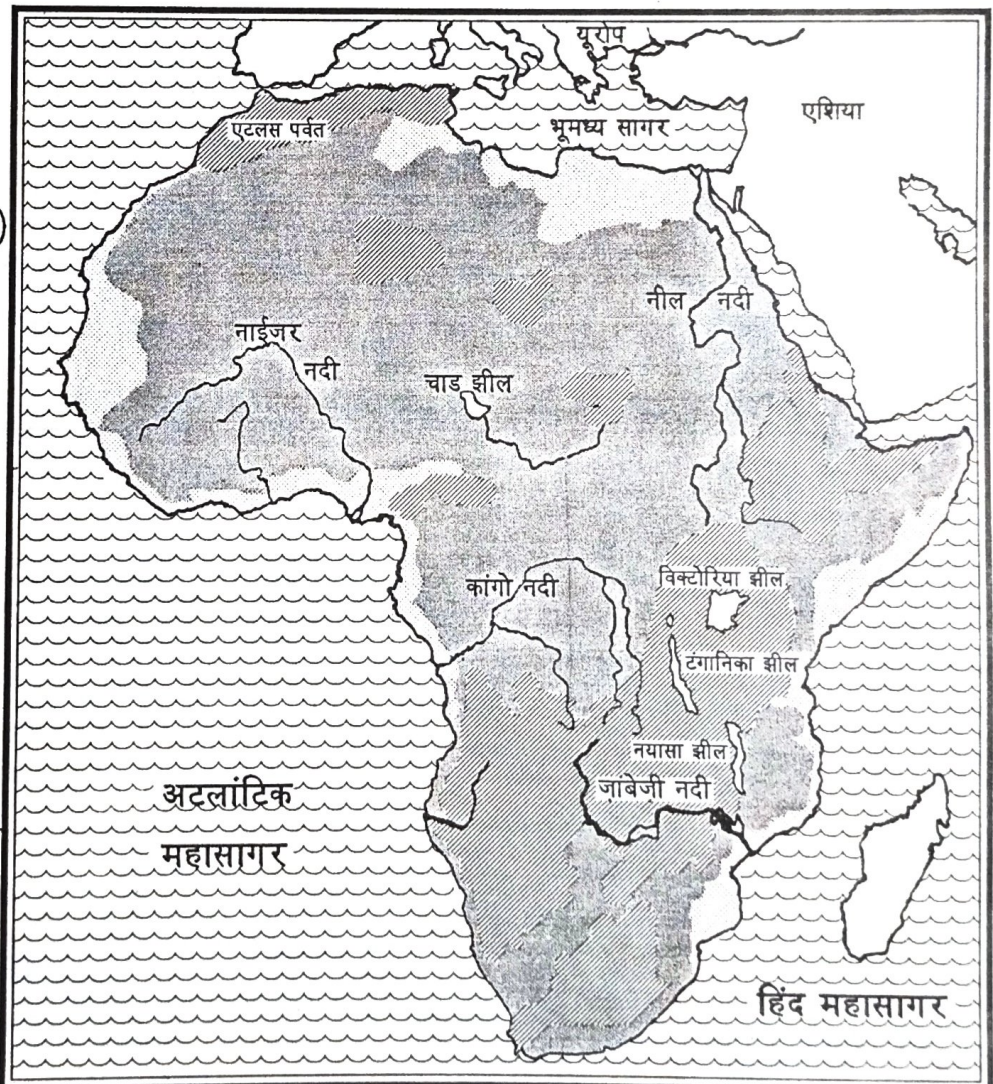 यूरोप
एशिया
एटलस पर्वत
भूमध्य सागर
नील नदी
नाईजर
नदी
चाड झील
कांगो नदी
विक्टोरिया झील
टंगानिका झील
नयासा झील
जांबेजी नदी
अटलांटिक
महासागर
हिंद महासागर